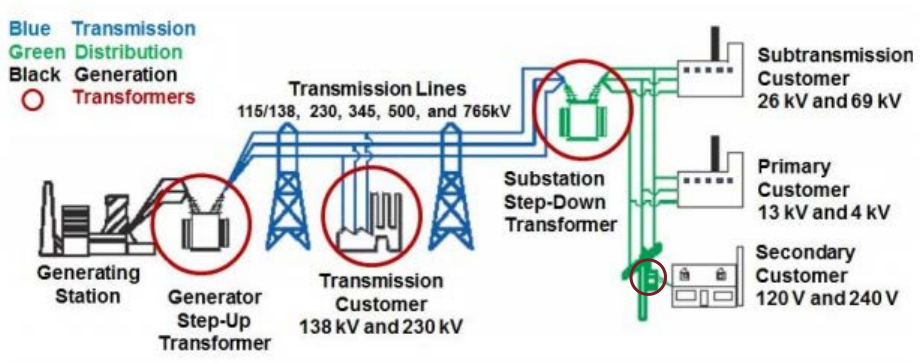 Blue Transmission
Green Distribution
Black Generation
Transformers
Transmission Lines
115/138, 230, 345, 500, and 765kV
Subtransmission
Customer
26 kV and 69 kV
Substation
Step-Down
Transformer
Primary
Customer
13 kV and 4 kV
Generating
Station
Generator
Step-Up
Transformer
Transmission
Customer
138 kV and 230 kV
Secondary
Customer
120 V and 240 V